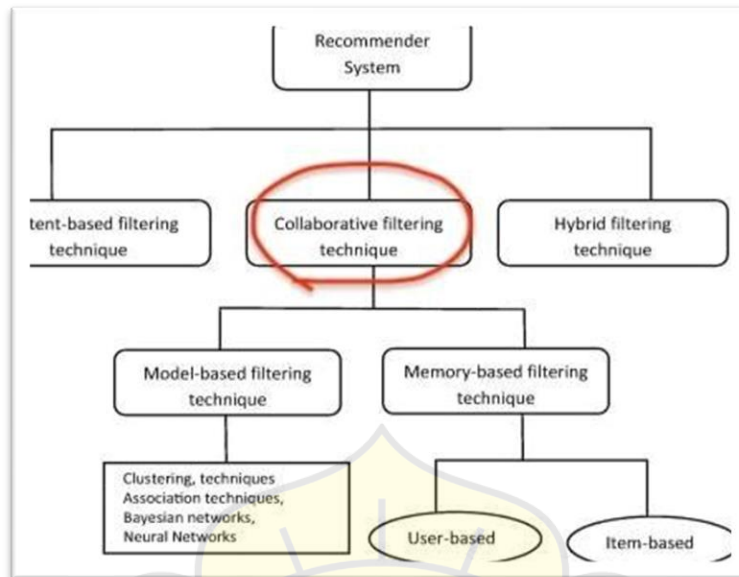 Recommender
System
tent-based filtering
technique
Collaborative filtering
technique
Hybrid filtering
technique
Model-based filtering
technique
Memory-based filtering
technique
Clustering, techniques
Association techniques,
Bayesian networks,
Neural Networks
User-based
Item-based